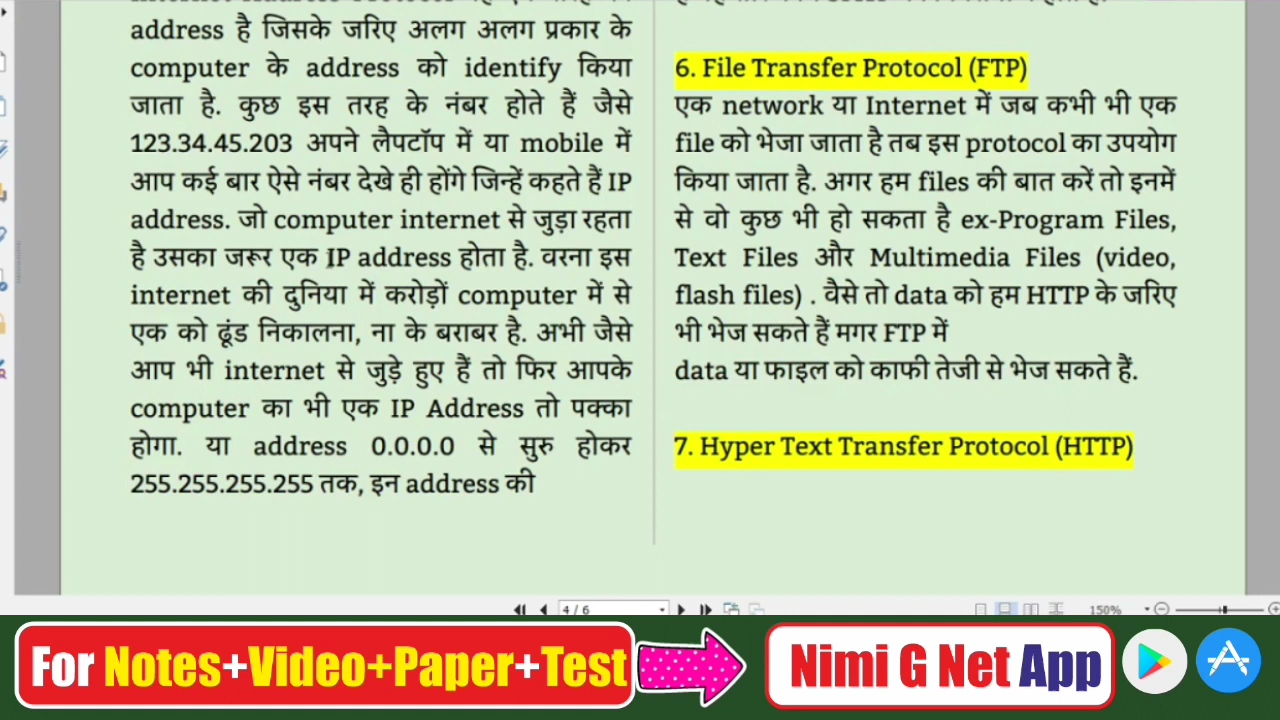 address है जिसके जरिए अलग अलग प्रकार के
computer के address को identify किया
जाता है. कुछ इस तरह के नंबर होते हैं जैसे
123.34.45.203 अपने लैपटॉप में या mobile में
आप कई बार ऐसे नंबर देखे ही होंगे जिन्हें कहते हैं IP
address. जो computer internet से जुड़ा रहता
है उसका जरूर एक IP address होता है. वरना इस
internet की दुनिया में करोड़ों computer में से
एक को ढूंड निकालना, ना के बराबर है. अभी जैसे
आप भी internet से जुड़े हुए हैं तो फिर आपके
computer का भी एक IP Address तो पक्का
होगा. या address 0.0.0.0 से सुरु होकर
255.255.255.255 तक, इन address की
6. File Transfer Protocol (FTP)
एक network या Internet में जब कभी भी एक
file को भेजा जाता है तब इस protocol का उपयोग
किया जाता है. अगर हम files की बात करें तो इनमें
से वो कुछ भी हो सकता है ex-Program Files,
Text Files और Multimedia Files (video,
flash files) . वैसे तो data को हम HTTP के जरिए
भी भेज सकते हैं मगर FTP में
data या फाइल को काफी तेजी से भेज सकते हैं.
7. Hyper Text Transfer Protocol (HTTP)
4 / 6
150%
For Notes+Video+Paper+Test
Nimi G Net App